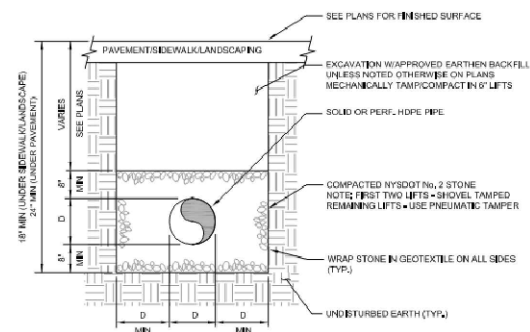 SEE PLANS FOR FINISHED SURFACE
PAVEMENT/SIDEWALK/LANDSCAPING
EXCAVATION W/APPROVED EARTHEN BACKFILL
UNLESS NOTED OTHERWISE ON PLANS
MECHANICALLY TAMP/COMPACT IN 6" LIFTS
SOLID OR PERF. HDPE PIPE
COMPACTED NYSDOT No. 2 STONE
NOTE; FIRST TWO LIFTS - SHOVEL TAMPED
REMAINING LIFTS - USE PNEUMATIC TAMPER
WRAP STONE IN GEOTEXTILE ON ALL SIDES
(TYP.)
UNDISTURBED EARTH (TYP.)
18" MIN (UNDER SIDEWALK/LANDSCAPE)
24" MIN (UNDER PAVEMENT)
VARIES
SEE PLANS
8"
MIN
D
8"
MIN
D D D
MIN MIN